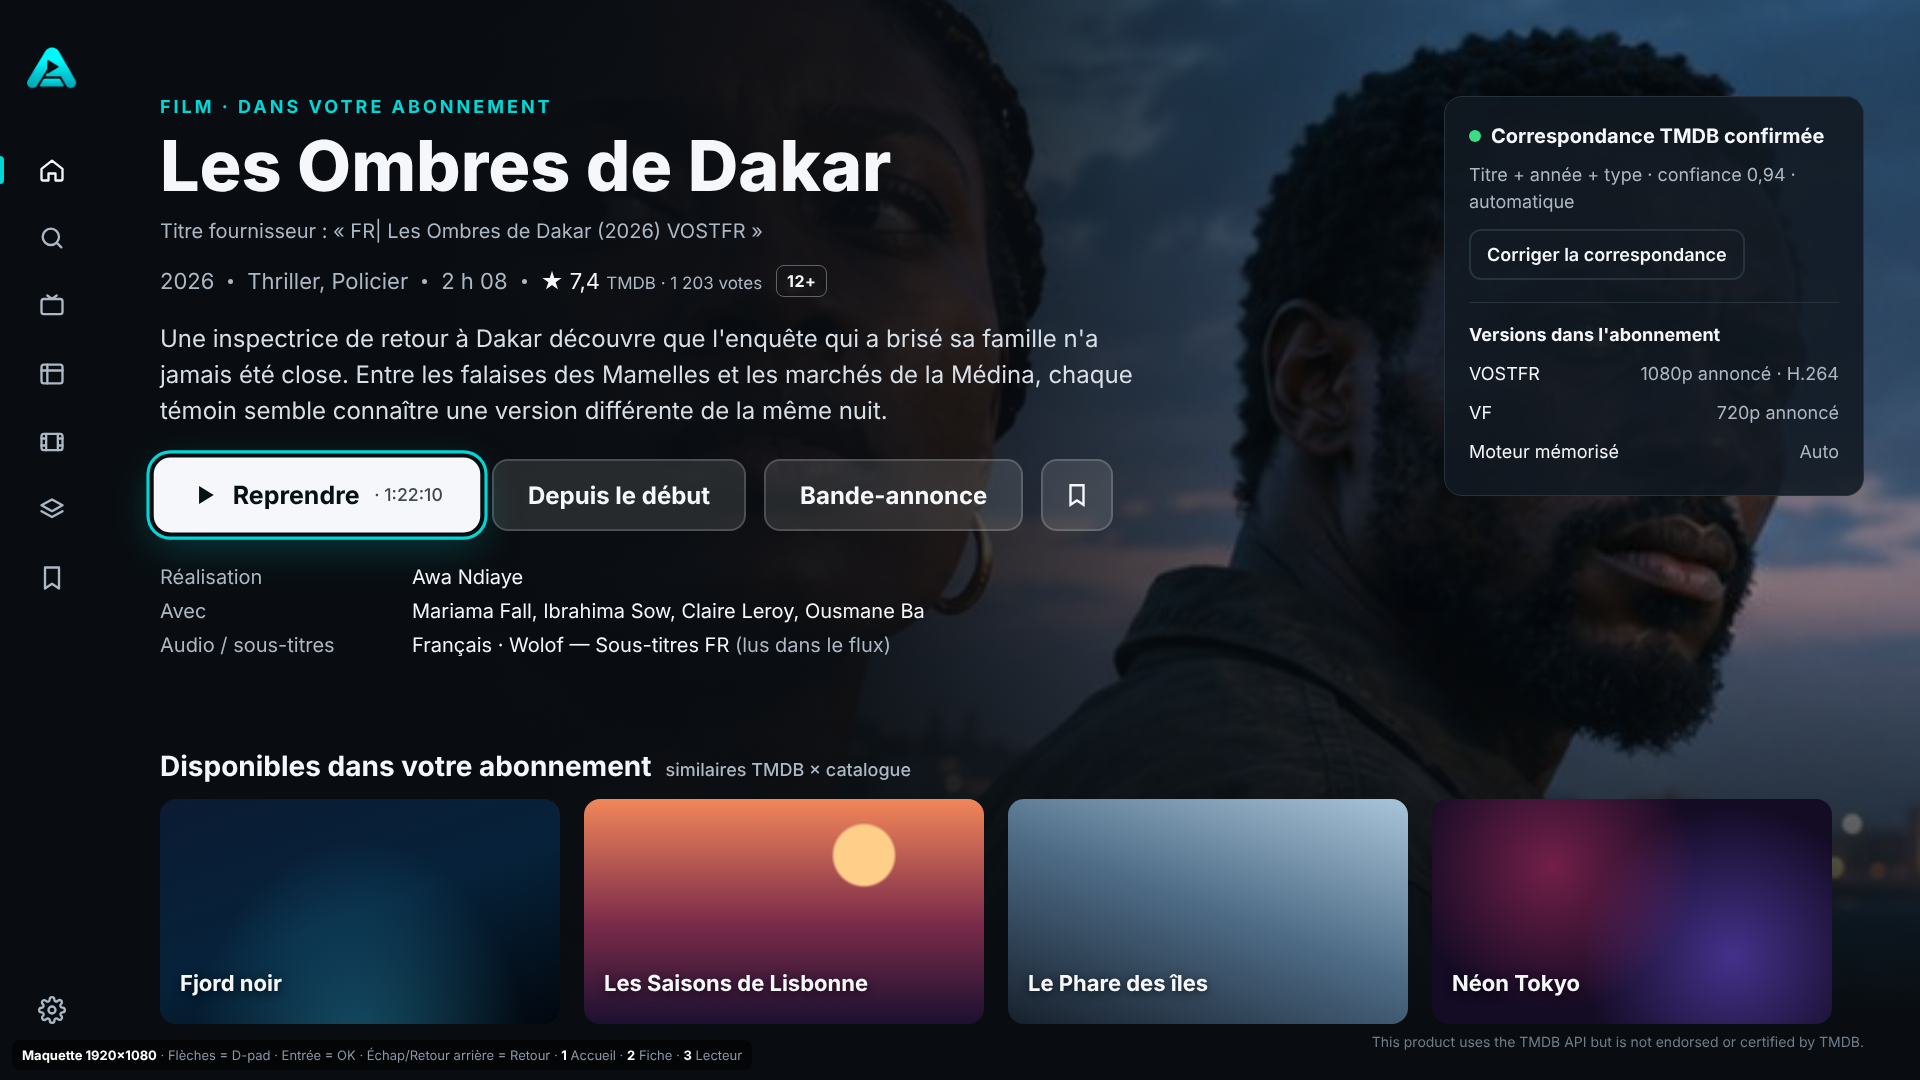 FILM · DANS VOTRE ABONNEMENT
Les Ombres de Dakar
Titre fournisseur : « FR| Les Ombres de Dakar (2026) VOSTFR »
2026 • Thriller, Policier • 2 h 08 • ★ 7,4 TMDB · 1 203 votes 12+
Une inspectrice de retour à Dakar découvre que l'enquête qui a brisé sa famille n'a
jamais été close. Entre les falaises des Mamelles et les marchés de la Médina, chaque
témoin semble connaître une version différente de la même nuit.
Reprendre · 1:22:10
Depuis le début
Bande-annonce
Réalisation Awa Ndiaye
Avec Mariama Fall, Ibrahima Sow, Claire Leroy, Ousmane Ba
Audio / sous-titres Français · Wolof — Sous-titres FR (lus dans le flux)
Correspondance TMDB confirmée
Titre + année + type · confiance 0,94 ·
automatique
Corriger la correspondance
Versions dans l'abonnement
VOSTFR 1080p annoncé · H.264
VF 720p annoncé
Moteur mémorisé Auto
Disponibles dans votre abonnement similaires TMDB × catalogue
Fjord noir
Les Saisons de Lisbonne
Le Phare des îles
Néon Tokyo
This product uses the TMDB API but is not endorsed or certified by TMDB.
Maquette 1920×1080 · Flèches = D-pad · Entrée = OK · Échap/Retour arrière = Retour · 1 Accueil · 2 Fiche · 3 Lecteur